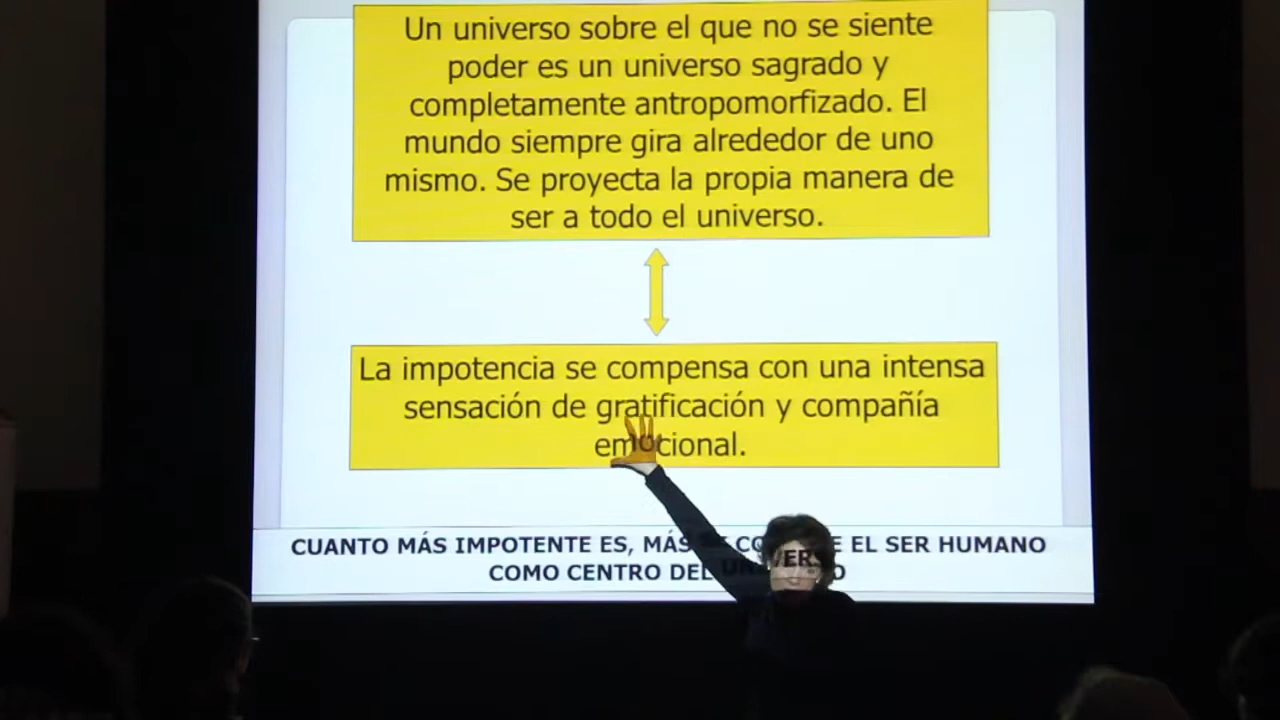 Un universo sobre el que no se siente
poder es un universo sagrado y
completamente antropomorfizado. El
mundo siempre gira alrededor de uno
mismo. Se proyecta la propia manera de
ser a todo el universo.
La impotencia se compensa con una intensa
sensación de gratificación y compañía
emocional.
CUANTO MÁS IMPOTENTE ES, MÁS EL SER HUMANO
COMO CENTRO DEL UNIVERSO